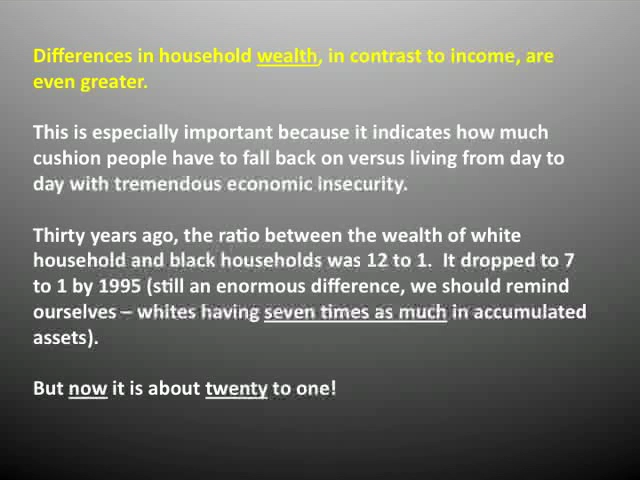 Differences in household wealth, in contrast to income, are
even greater.
This is especially important because it indicates how much
cushion people have to fall back on versus living from day to
day with tremendous economic insecurity.
Thirty years ago, the ratio between the wealth of white
household and black households was 12 to 1.  It dropped to 7
to 1 by 1995 (still an enormous difference, we should remind
ourselves – whites having seven times as much in accumulated
assets).
But now it is about twenty to one!